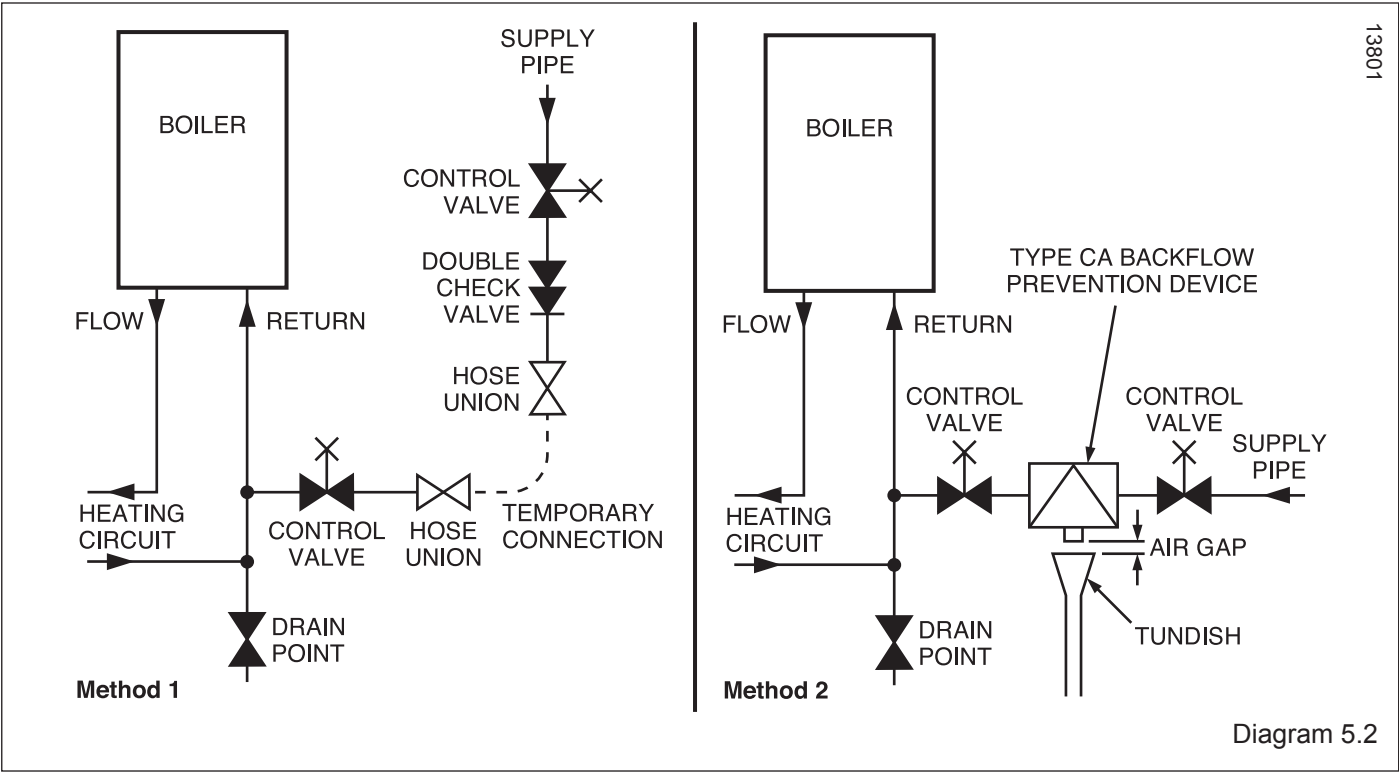 SUPPLY
PIPE
BOILER
CONTROL
VALVE
DOUBLE
CHECK
VALVE
FLOW
RETURN
HOSE
UNION
HEATING
CIRCUIT
CONTROL
VALVE
HOSE
UNION
TEMPORARY
CONNECTION
DRAIN
POINT
Method 1
13801
BOILER
TYPE CA BACKFLOW
PREVENTION DEVICE
FLOW
RETURN
CONTROL
VALVE
CONTROL
VALVE
SUPPLY
PIPE
HEATING
CIRCUIT
AIR GAP
DRAIN
POINT
TUNDISH
Method 2
Diagram 5.2